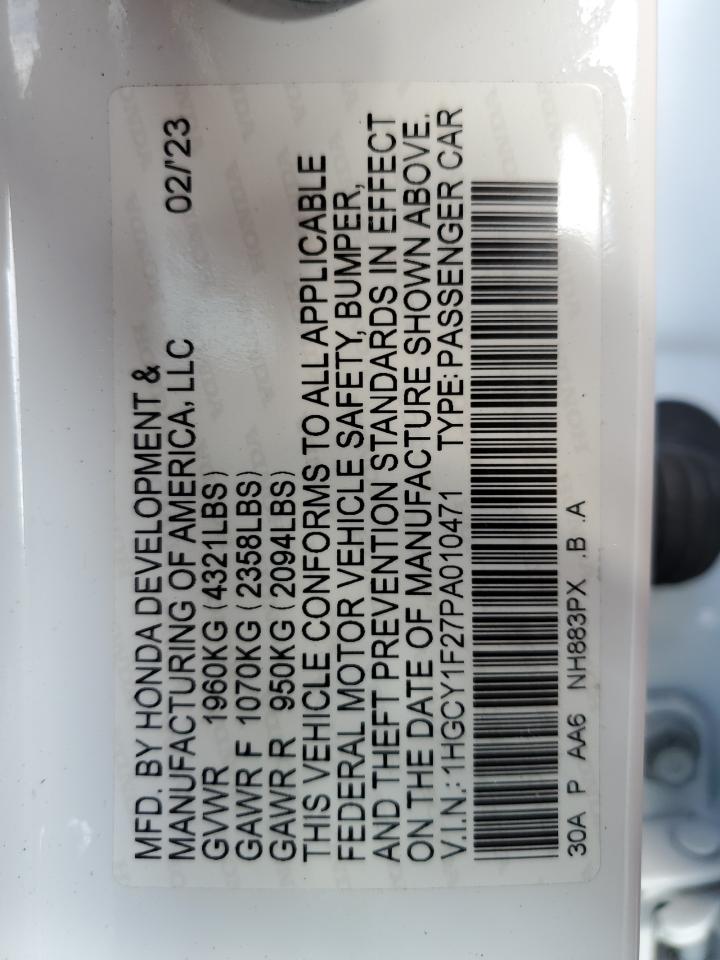 MFD. BY HONDA DEVELOPMENT &
MANUFACTURING OF AMERICA, LLC 02/'23
GVWR 1960KG (4321LBS)
GAWR F 1070KG (2358LBS)
GAWR R 950KG (2094LBS)
THIS VEHICLE CONFORMS TO ALL APPLICABLE
FEDERAL MOTOR VEHICLE SAFETY, BUMPER,
AND THEFT PREVENTION STANDARDS IN EFFECT
ON THE DATE OF MANUFACTURE SHOWN ABOVE.
V.I.N.: 1HGCY1F27PA010471 TYPE: PASSENGER CAR
30A P AA6 NH883PX .B .A